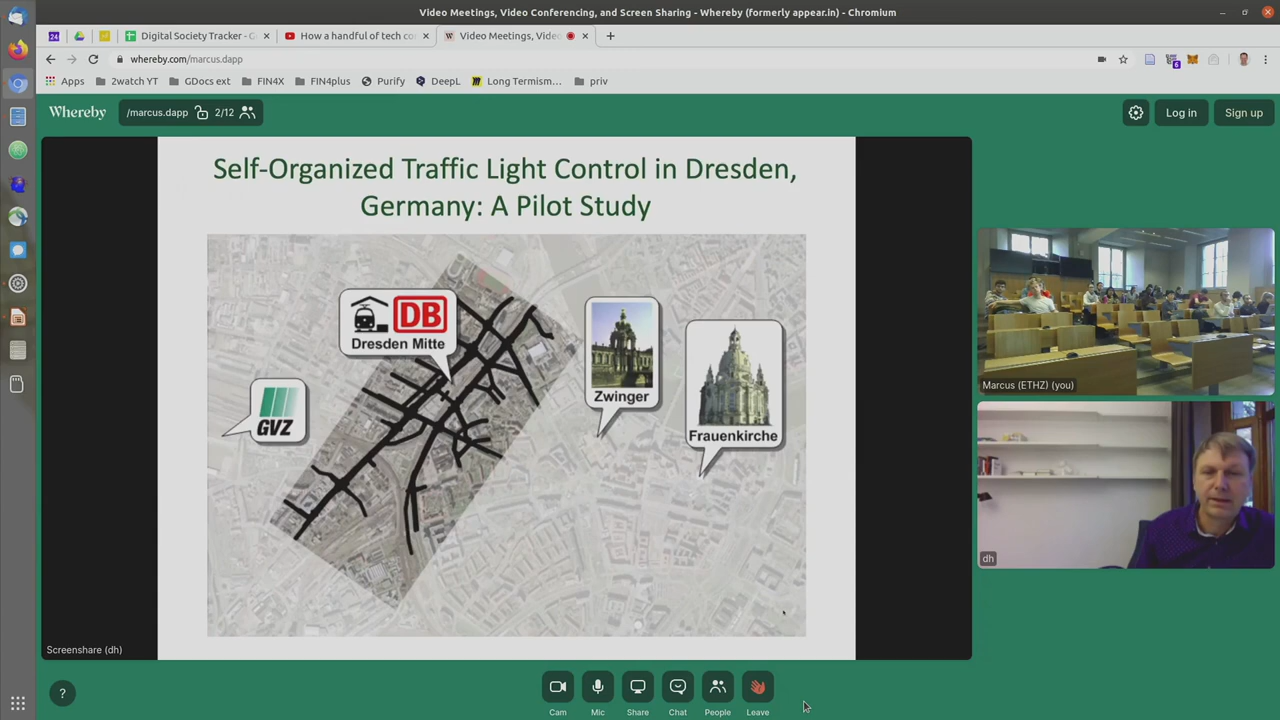 Video Meetings, Video Conferencing, and Screen Sharing - Whereby (formerly appear.in) - Chromium
24
Digital Society Tracker - G
How a handful of tech co
Video Meetings, Vide
whereby.com/marcus.dapp
6
Apps
2watch YT
GDocs ext
FIN4X
FIN4plus
Purify
DeepL
Long Termism…
priv
Whereby
/marcus.dapp
2/12
Log in
Sign up
Self-Organized Traffic Light Control in Dresden,
Germany: A Pilot Study
DB
Dresden Mitte
GVZ
Zwinger
Frauenkirche
Marcus (ETHZ) (you)
dh
Screenshare (dh)
?
Cam
Mic
Share
Chat
People
Leave